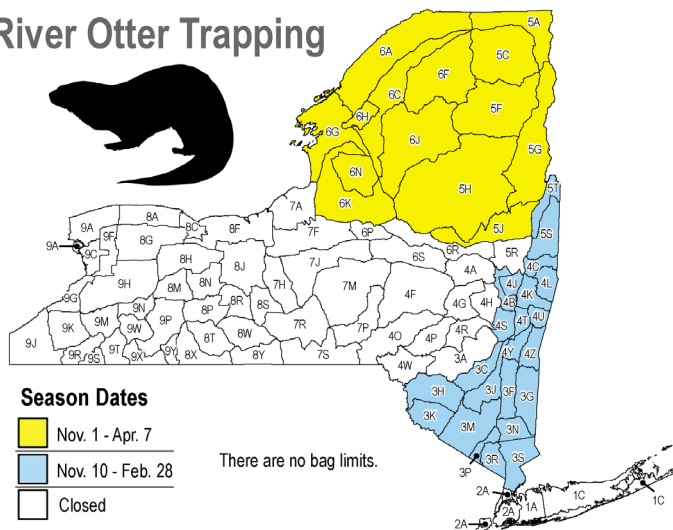 River Otter Trapping
5A
6A
5C
6F
6C
5F
6H
6G
6J
5G
6N
5H
6K
5T
7A
9A
8A
8C
8F
7F
6P
5J
5S
9F
8G
9A
9C
6R
5R
6S
8H
8J
7J
4A
4C
9H
8M
8N
7H
7M
4J
4L
4F
4K
9G
8R
8S
4G
4H
4B
9N
8P
9K
9M
9P
7R
7P
4S
4T
4U
9W
8W
4R
9J
8T
4O
4P
9R
9S
9T
9X
9Y
8X
8Y
7S
4W
3A
4Y
4Z
3C
3H
3J
3F
3G
3K
3M
3N
3P
3R
3S
2A
1C
1C
1A
2A
2A
Season Dates
Nov. 1 - Apr. 7
Nov. 10 - Feb. 28
Closed
There are no bag limits.